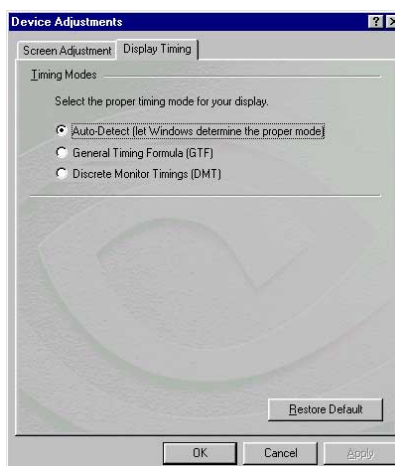 Device Adjustments
Screen Adjustment Display Timing
Timing Modes
Select the proper timing mode for your display.
Auto-Detect (let Windows determine the proper mode)
General Timing Formula (GTF)
Discrete Monitor Timings (DMT)
Restore Default
OK Cancel Apply